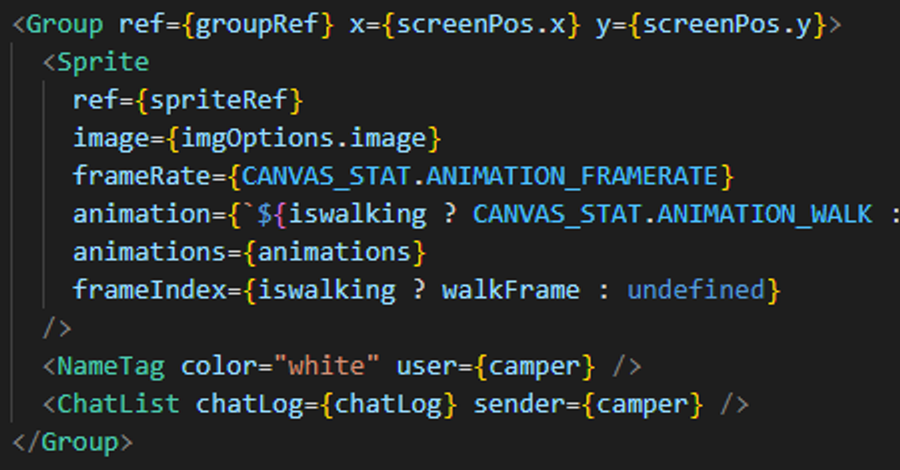 <Group ref={groupRef} x={screenPos.x} y={screenPos.y}>
<Sprite
ref={spriteRef}
image={imgOptions.image}
frameRate={CANVAS_STAT.ANIMATION_FRAMERATE}
animation={`${iswalking ? CANVAS_STAT.ANIMATION_WALK :
animations={animations}
frameIndex={iswalking ? walkFrame : undefined}
/>
<NameTag color="white" user={camper} />
<ChatList chatLog={chatLog} sender={camper} />
</Group>